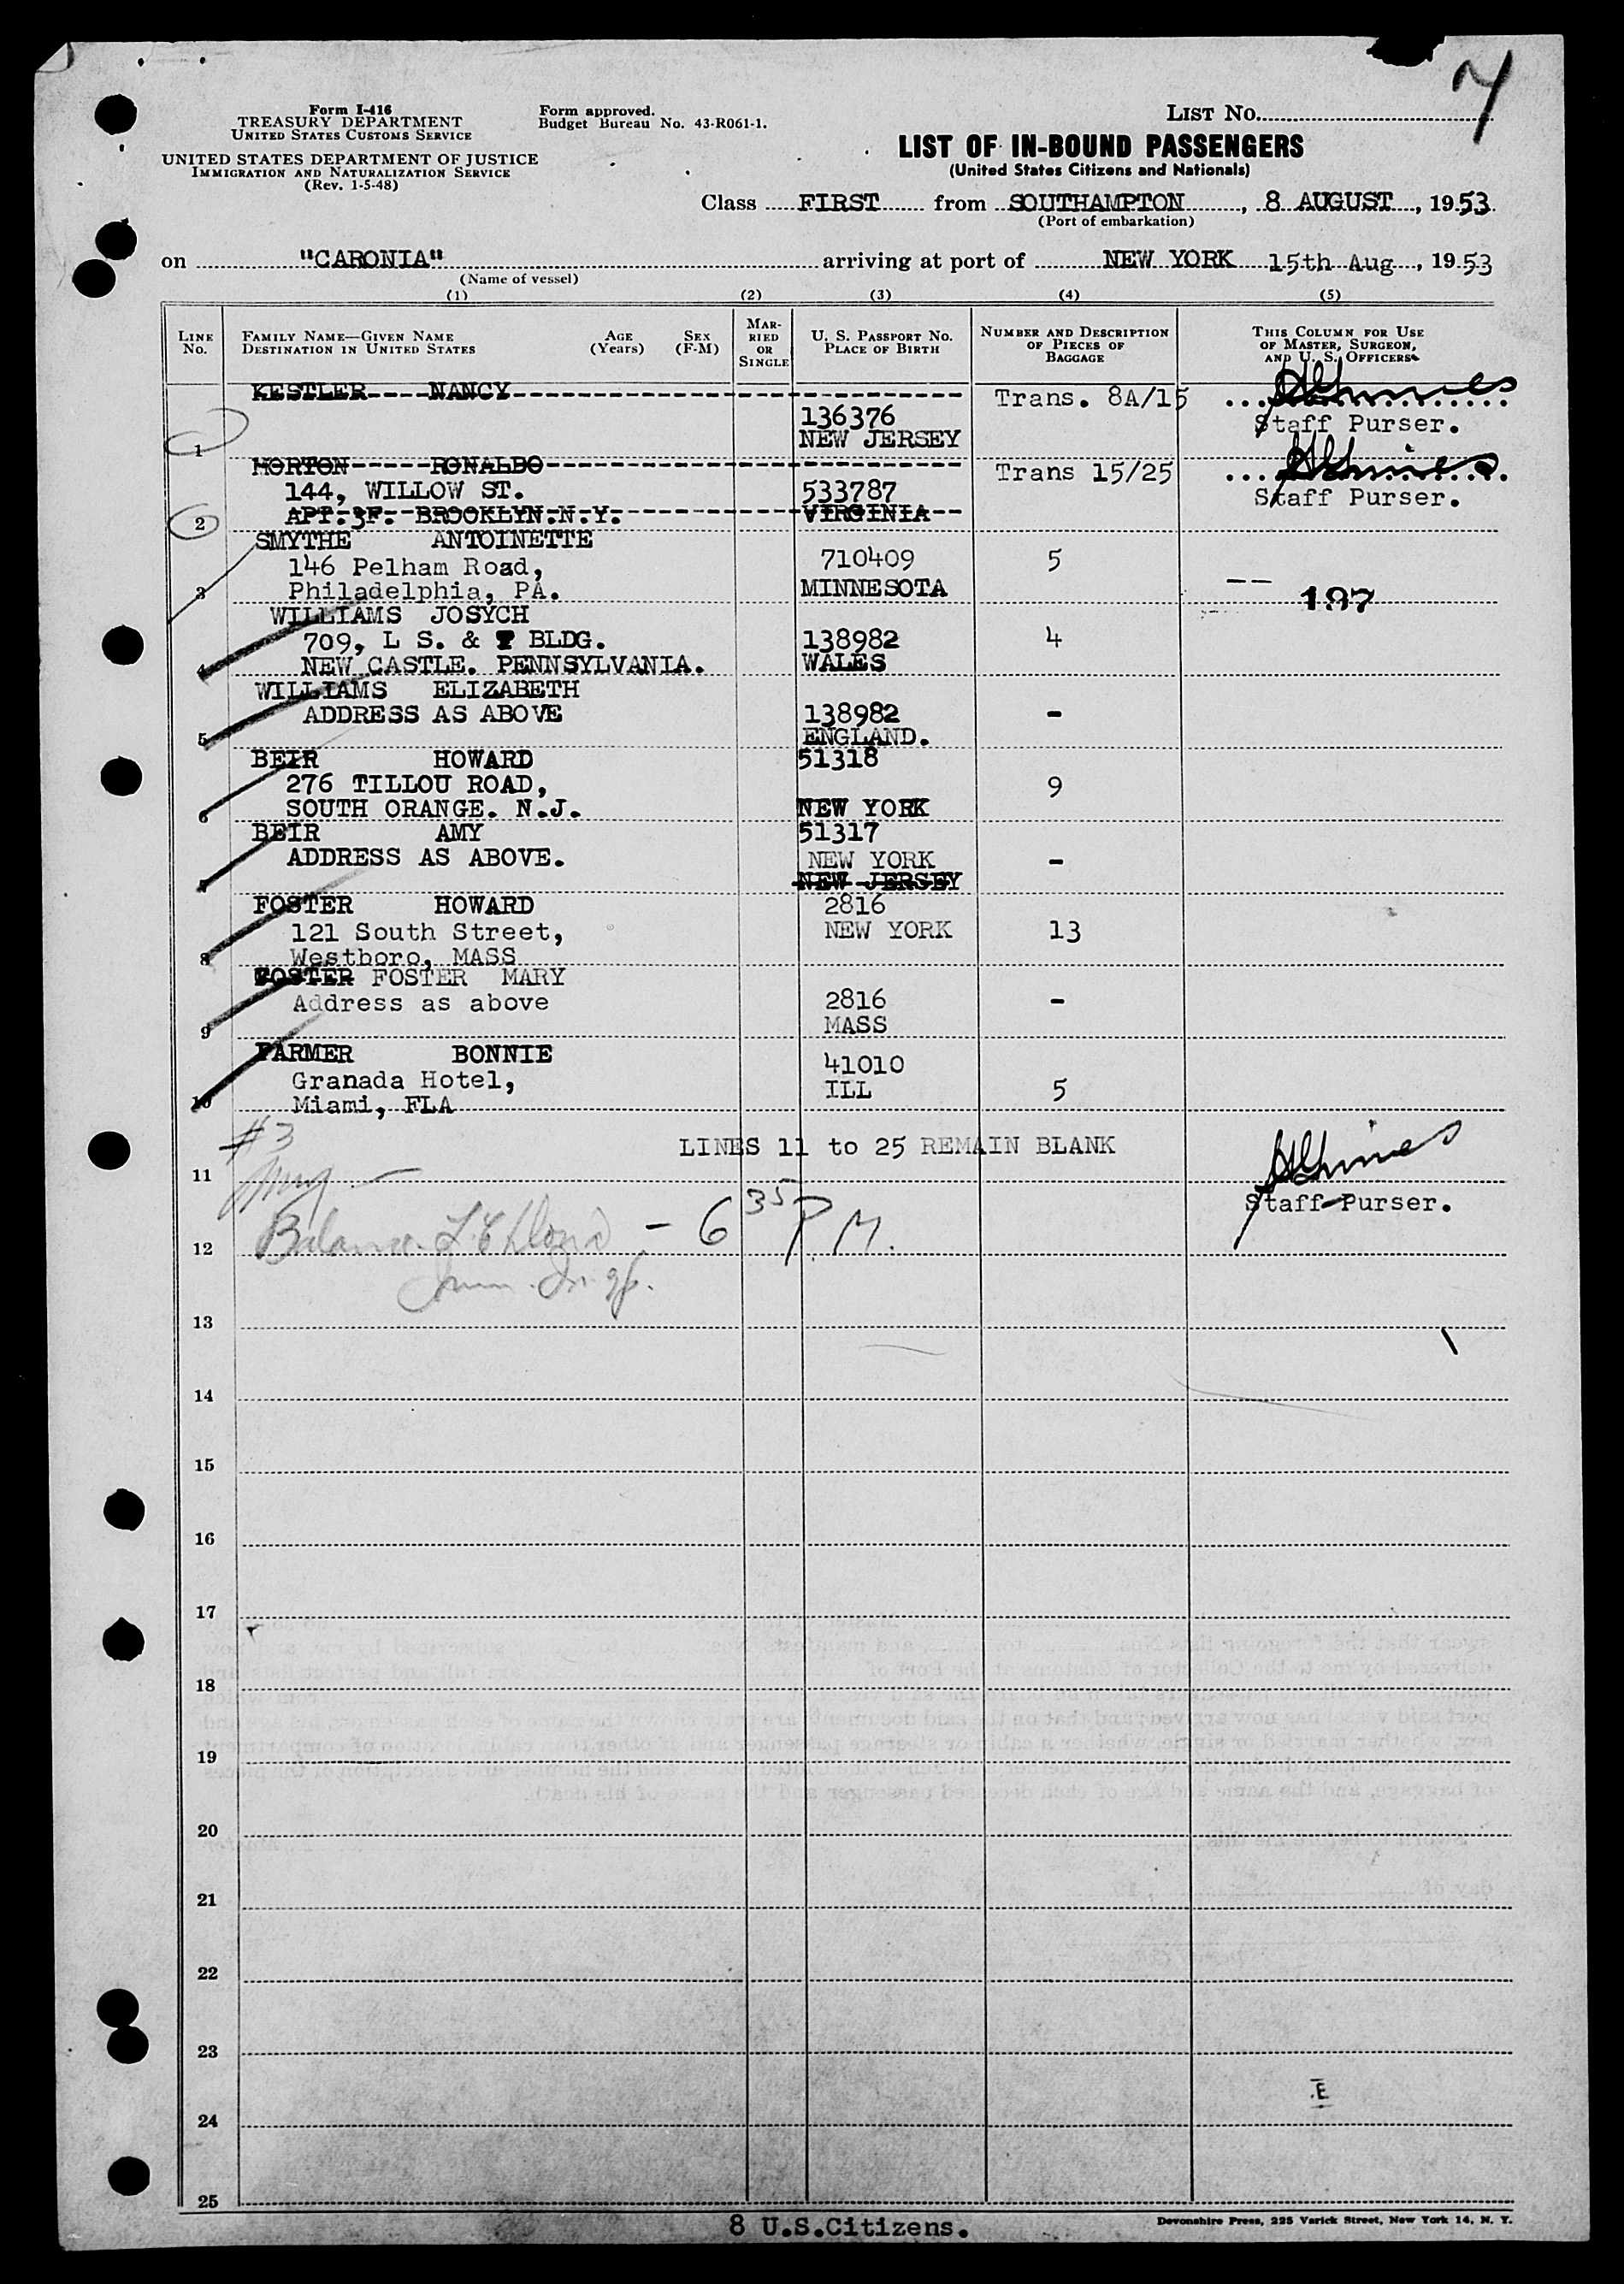 7
Form I-416
TREASURY DEPARTMENT
UNITED STATES CUSTOMS SERVICE
UNITED STATES DEPARTMENT OF JUSTICE
IMMIGRATION AND NATURALIZATION SERVICE
(Rev. 1-5-48)
Form approved.
Budget Bureau No. 43-R061-1.
LIST No.
LIST OF IN-BOUND PASSENGERS
(United States Citizens and Nationals)
Class FIRST from SOUTHAMPTON, 8 AUGUST, 1953
(Port of embarkation)
on "CARONIA" arriving at port of NEW YORK 15th Aug, 1953
(Name of vessel)
(1) (2) (3) (4) (5)
LINE No.
FAMILY NAME—GIVEN NAME
DESTINATION IN UNITED STATES
AGE (Years)
SEX (F-M)
MARRIED OR SINGLE
U. S. PASSPORT NO.
PLACE OF BIRTH
NUMBER AND DESCRIPTION OF PIECES OF BAGGAGE
THIS COLUMN FOR USE OF MASTER, SURGEON, AND U. S. OFFICERS
KESTLER----NANCY Trans. 8A/15
136376 Staff Purser.
1 NEW JERSEY
MORTON-----RONALDO Trans 15/25
144, WILLOW ST. 533787 Staff Purser.
2 APT. 3F. BROOKLYN.N.Y. VIRGINIA
SMYTHE ANTOINETTE
146 Pelham Road, 710409 5
3 Philadelphia, PA. MINNESOTA -- 197
WILLIAMS JOSYCH
709, L S. & T BLDG. 138982 4
4 NEW CASTLE. PENNSYLVANIA. WALES
WILLIAMS ELIZABETH
ADDRESS AS ABOVE 138982 -
5 ENGLAND.
BEIR HOWARD 51318
276 TILLOU ROAD, 9
6 SOUTH ORANGE. N.J. NEW YORK
BEIR AMY 51317
ADDRESS AS ABOVE. NEW YORK -
7 NEW JERSEY
FOSTER HOWARD 2816
121 South Street, NEW YORK 13
8 Westboro, MASS
FOSTER FOSTER MARY
Address as above 2816 -
9 MASS
FARMER BONNIE 41010
Granada Hotel, ILL 5
10 Miami, FLA
#3
LINES 11 to 25 REMAIN BLANK
11
Staff Purser.
Balance - 6 35 P.M.
12
13
14
15
16
17
18
19
20
21
22
23
E
24
25
8 U.S.Citizens.
Devonshire Press, 225 Varick Street, New York 14, N. Y.